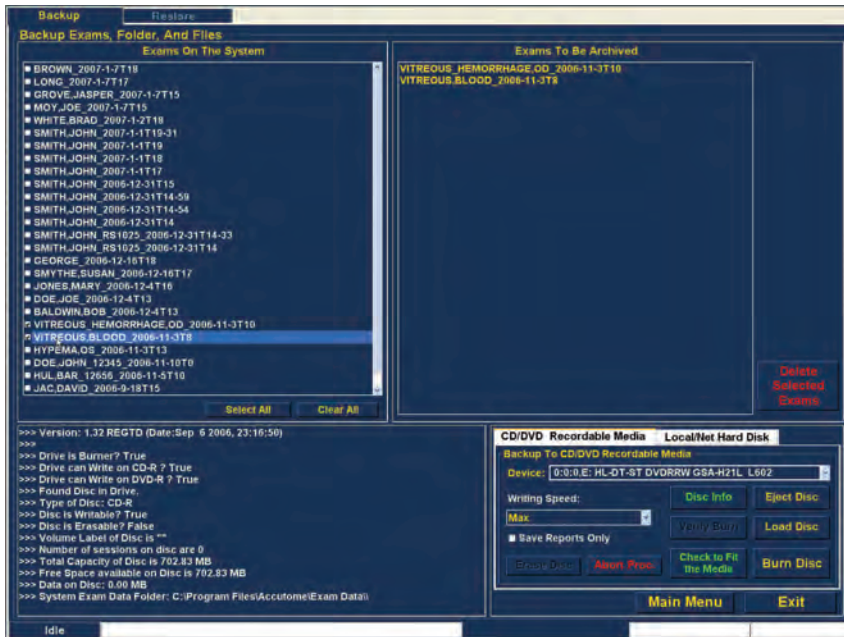 Backup Restore
Backup Exams, Folder, And Files
Exams On The System
BROWN_2007-1-7T18
LONG_2007-1-7T17
GROVE,JASPER_2007-1-7T15
MOY,JOE_2007-1-7T15
WHITE,BRAD_2007-1-2T18
SMITH,JOHN_2007-1-1T19-31
SMITH,JOHN_2007-1-1T19
SMITH,JOHN_2007-1-1T18
SMITH,JOHN_2007-1-1T17
SMITH,JOHN_2006-12-31T15
SMITH,JOHN_2006-12-31T14-59
SMITH,JOHN_2006-12-31T14-54
SMITH,JOHN_2006-12-31T14
SMITH,JOHN_RS1025_2006-12-31T14-33
SMITH,JOHN_RS1025_2006-12-31T14
GEORGE_2006-12-16T18
SMYTHE,SUSAN_2006-12-16T17
JONES,MARY_2006-12-4T16
DOE,JOE_2006-12-4T13
BALDWIN,BOB_2006-12-4T13
VITREOUS_HEMORRHAGE,OD_2006-11-3T10
VITREOUS,BLOOD_2006-11-3T8
HYPEMA,OS_2006-11-3T13
DOE,JOHN_12345_2006-11-10T0
HUL,BAR_12656_2006-11-5T10
JAC,DAVID_2006-9-18T15
Select All Clear All
Exams To Be Archived
VITREOUS_HEMORRHAGE,OD_2006-11-3T10
VITREOUS,BLOOD_2006-11-3T8
Delete
Selected
Exams
>>> Version: 1.32 REGTD (Date:Sep 6 2006, 23:16:50)
>>>
>>> Drive is Burner? True
>>> Drive can Write on CD-R ? True
>>> Drive can Write on DVD-R ? True
>>> Found Disc in Drive.
>>> Type of Disc: CD-R
>>> Disc is Writable? True
>>> Disc is Erasable? False
>>> Volume Label of Disc is ""
>>> Number of sessions on disc are 0
>>> Total Capacity of Disc is 702.83 MB
>>> Free Space available on Disc is 702.83 MB
>>> Data on Disc: 0.00 MB
>>> System Exam Data Folder: C:\Program Files\Accutome\Exam Data\\
CD/DVD Recordable Media Local/Net Hard Disk
Backup To CD/DVD Recordable Media
Device: 0:0:0,E: HL-DT-ST DVDRRW GSA-H21L L602
Writing Speed: Disc Info Eject Disc
Max Verify Burn Load Disc
Save Reports Only
Erase Disc Abort Proc. Check to Fit
the Media Burn Disc
Main Menu Exit
Idle